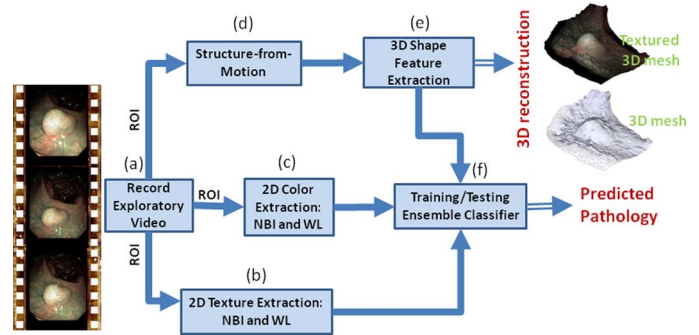 (d)
Structure-from-
Motion
(e)
3D Shape
Feature
Extraction
3D reconstruction
Textured
3D mesh
3D mesh
ROI
(a)
Record
Exploratory
Video
ROI
(c)
2D Color
Extraction:
NBI and WL
(f)
Training/Testing
Ensemble Classifier
Predicted
Pathology
ROI
(b)
2D Texture Extraction:
NBI and WL